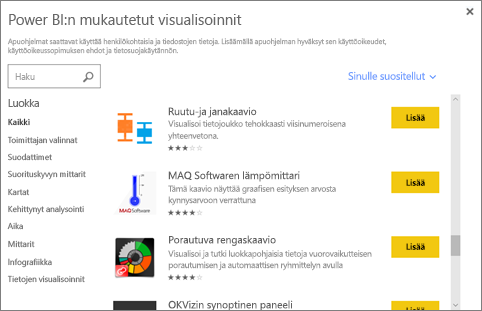 Power BI:n mukautetut visualisoinnit
Apuohjelmat saattavat käyttää henkilökohtaisia ja tiedostojen tietoja. Lisäämällä apuohjelman hyväksyt sen käyttöoikeudet,
käyttöoikeussopimuksen ehdot ja tietosuojakäytännön.
Haku
Sinulle suositellut
Luokka
Kaikki
Toimittajan valinnat
Suodattimet
Suorituskyvyn mittarit
Kartat
Kehittynyt analysointi
Aika
Mittarit
Infografiikka
Tietojen visualisoinnit
Ruutu-ja janakaavio
Visualisoi tietojoukko tehokkaasti viisinumeroisena
yhteenvetona.
Lisää
MAQ Software
MAQ Softwaren lämpömittari
Tämä kaavio näyttää graafisen esityksen arvosta
kynnysarvoon verrattuna
Lisää
Porautuva rengaskaavio
Visualisoi ja tutki luokkapohjaisia tietoja vuorovaikutteisen
porautumisen ja automaattisen ryhmittelyn avulla
Lisää
OKVizin synoptinen paneeli
Lisää